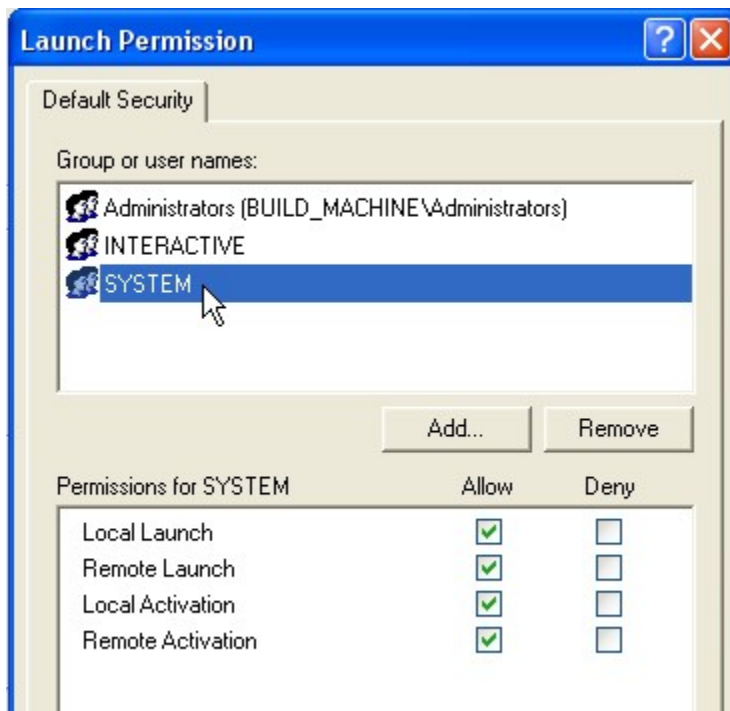 Launch Permission
Default Security
Group or user names:
Administrators (BUILD_MACHINE\Administrators)
INTERACTIVE
SYSTEM
Add... Remove
Permissions for SYSTEM Allow Deny
Local Launch
Remote Launch
Local Activation
Remote Activation